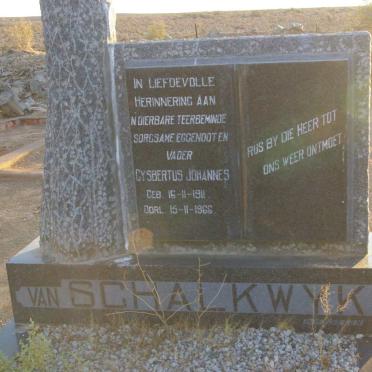 IN LIEFDEVOLLE
HERINNERING AAN
'N DIERBARE TEERBEMINDE
SORGSAME EGGENOOT EN
VADER
GYSBERTUS JOHANNES
GEB. 16-11-1911
OORL. 15-11-1966
RUS BY DIE HEER TOT
ONS WEER ONTMOET
VAN SCHALKWYK